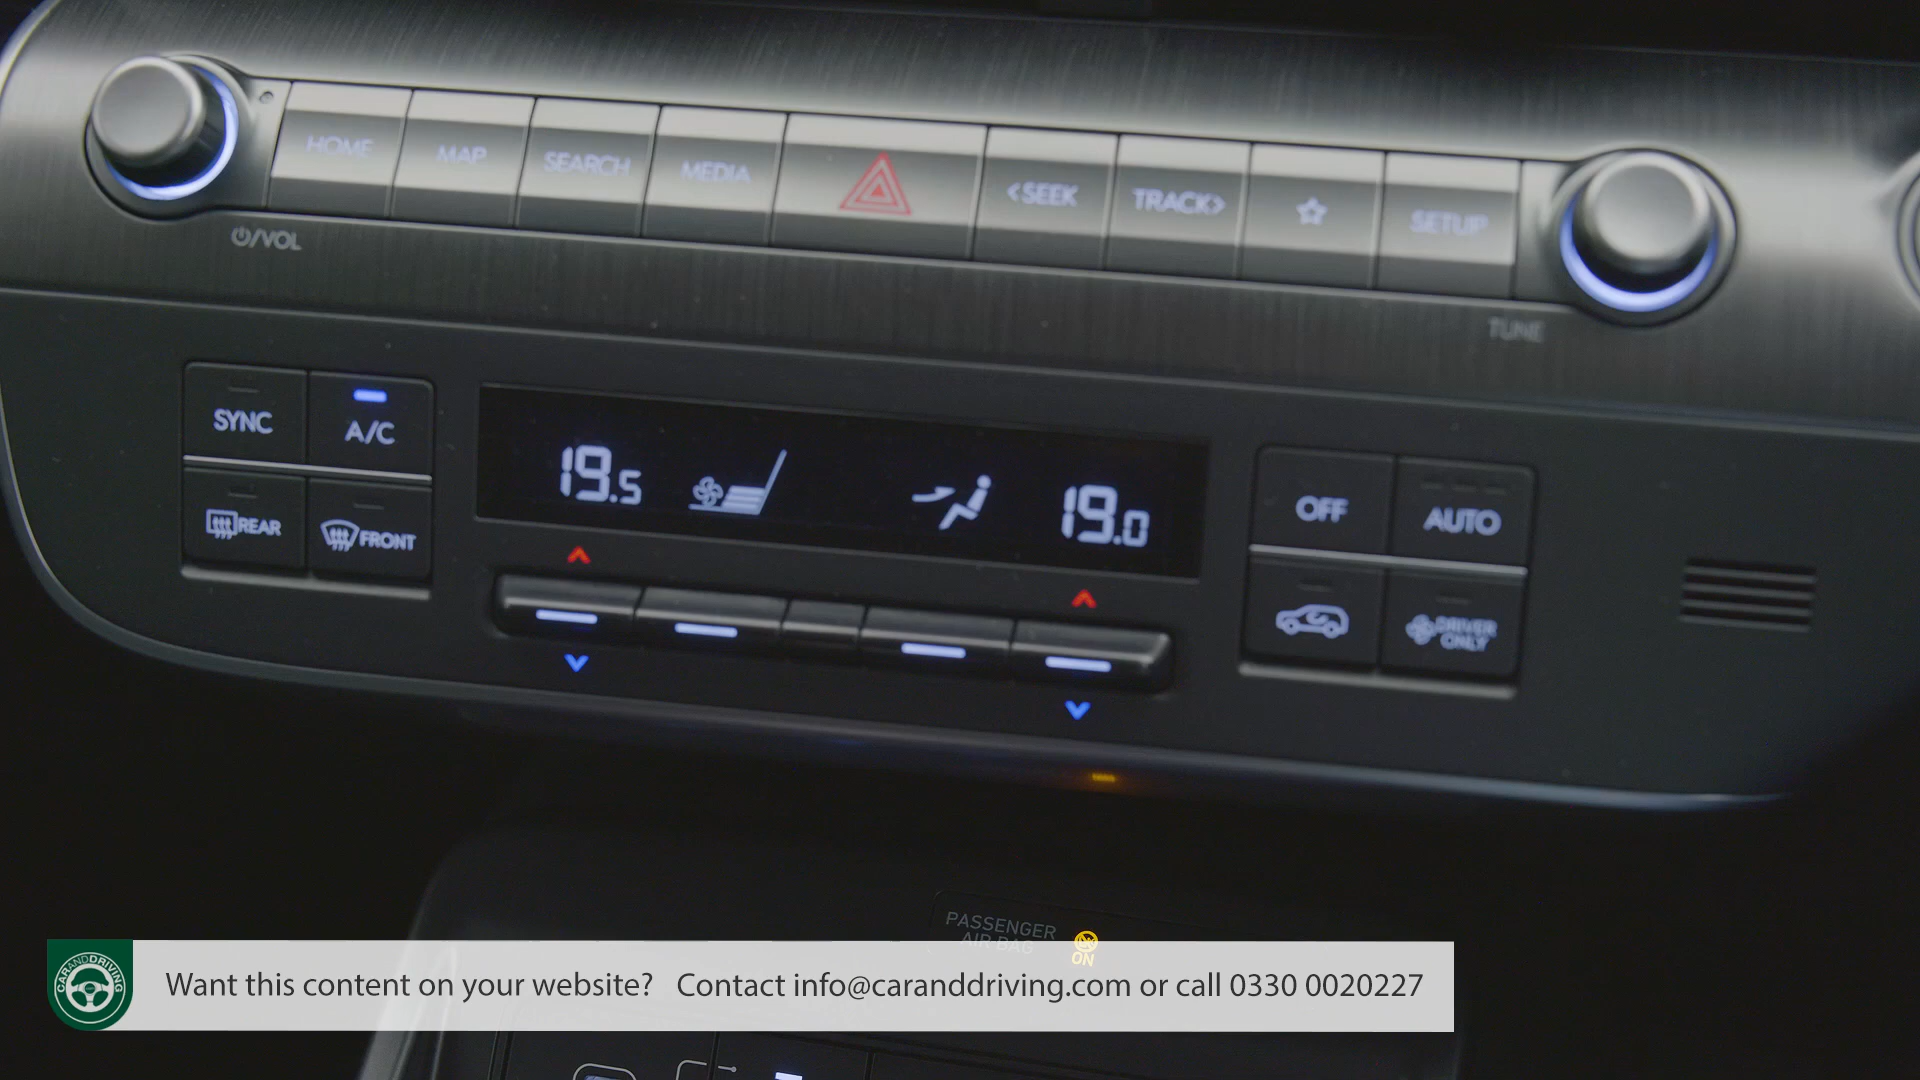 HOME MAP SEARCH MEDIA <SEEK TRACK> SETUP
/VOL
TUNE
SYNC A/C
REAR FRONT
19.5 19.0
OFF AUTO
DRIVER
ONLY
PASSENGER
AIR BAG
ON
CARANDDRIVING
Want this content on your website? Contact info@caranddriving.com or call 0330 0020227